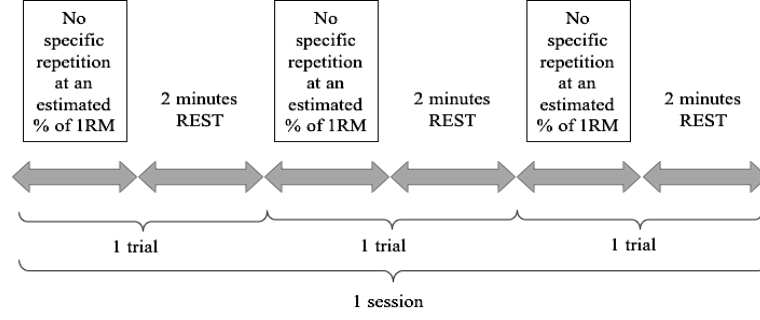 No
specific
repetition
at an
estimated
% of 1RM
2 minutes
REST
No
specific
repetition
at an
estimated
% of 1RM
2 minutes
REST
No
specific
repetition
at an
estimated
% of 1RM
2 minutes
REST
1 trial
1 trial
1 trial
1 session